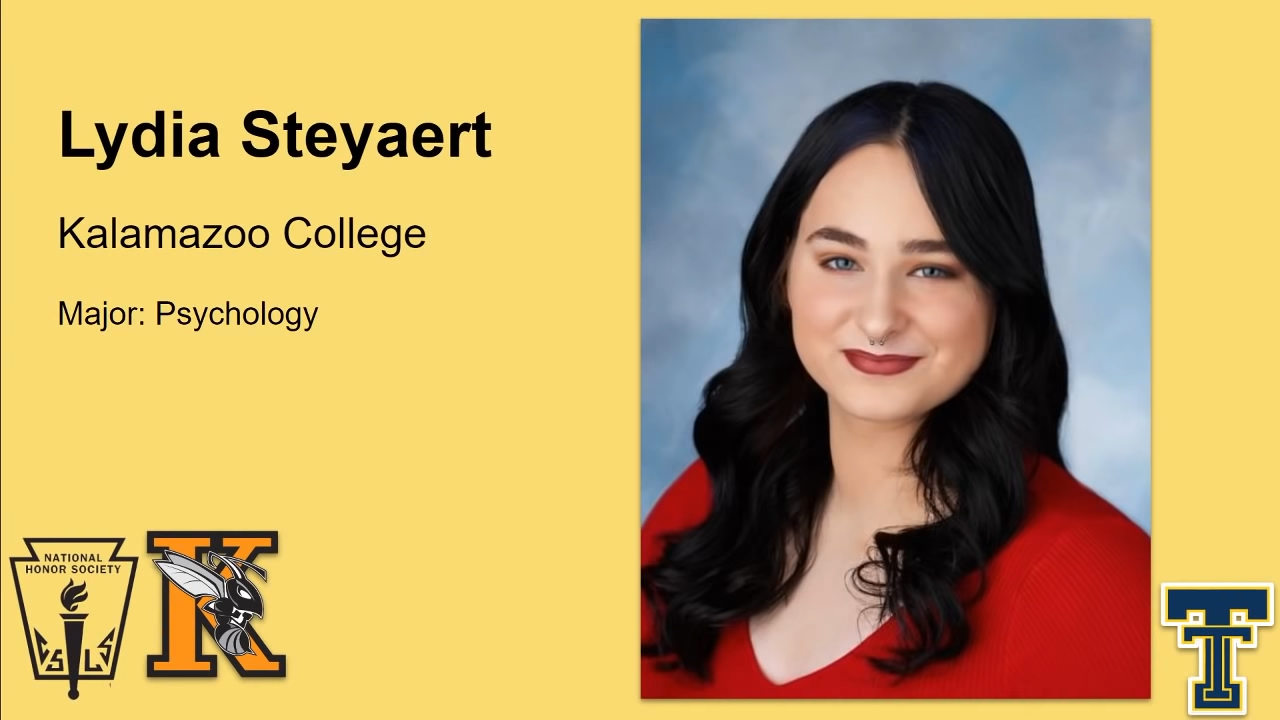 Lydia Steyaert
Kalamazoo College
Major: Psychology
NATIONAL
HONOR SOCIETY
S L S
K
T